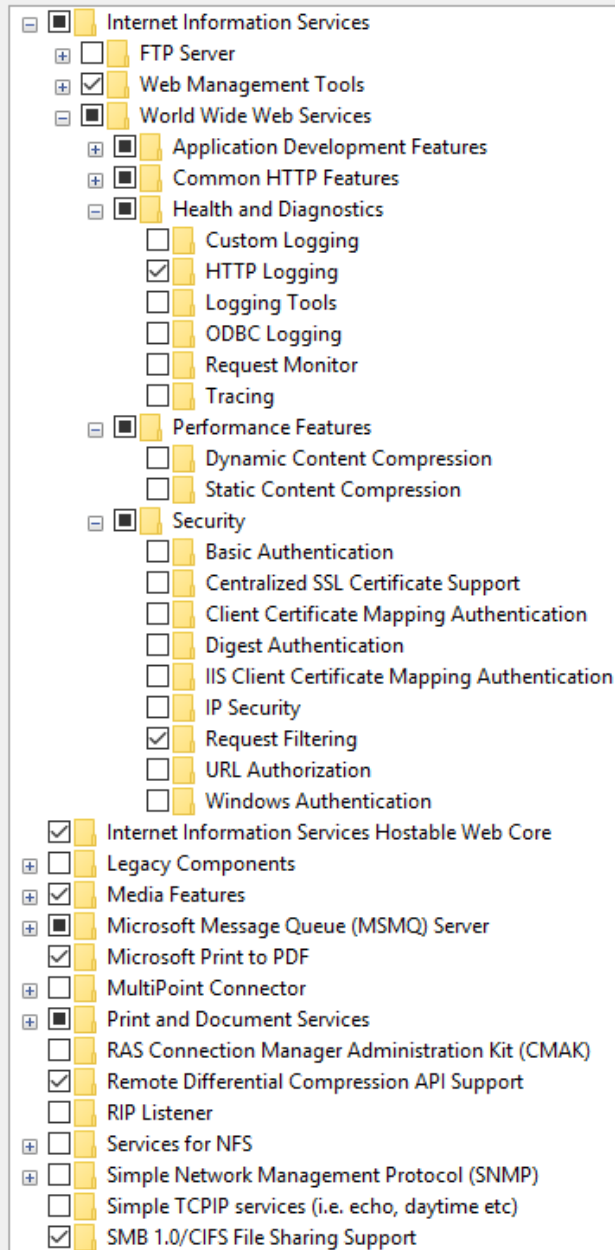 Internet Information Services
FTP Server
Web Management Tools
World Wide Web Services
Application Development Features
Common HTTP Features
Health and Diagnostics
Custom Logging
HTTP Logging
Logging Tools
ODBC Logging
Request Monitor
Tracing
Performance Features
Dynamic Content Compression
Static Content Compression
Security
Basic Authentication
Centralized SSL Certificate Support
Client Certificate Mapping Authentication
Digest Authentication
IIS Client Certificate Mapping Authentication
IP Security
Request Filtering
URL Authorization
Windows Authentication
Internet Information Services Hostable Web Core
Legacy Components
Media Features
Microsoft Message Queue (MSMQ) Server
Microsoft Print to PDF
MultiPoint Connector
Print and Document Services
RAS Connection Manager Administration Kit (CMAK)
Remote Differential Compression API Support
RIP Listener
Services for NFS
Simple Network Management Protocol (SNMP)
Simple TCPIP services (i.e. echo, daytime etc)
SMB 1.0/CIFS File Sharing Support